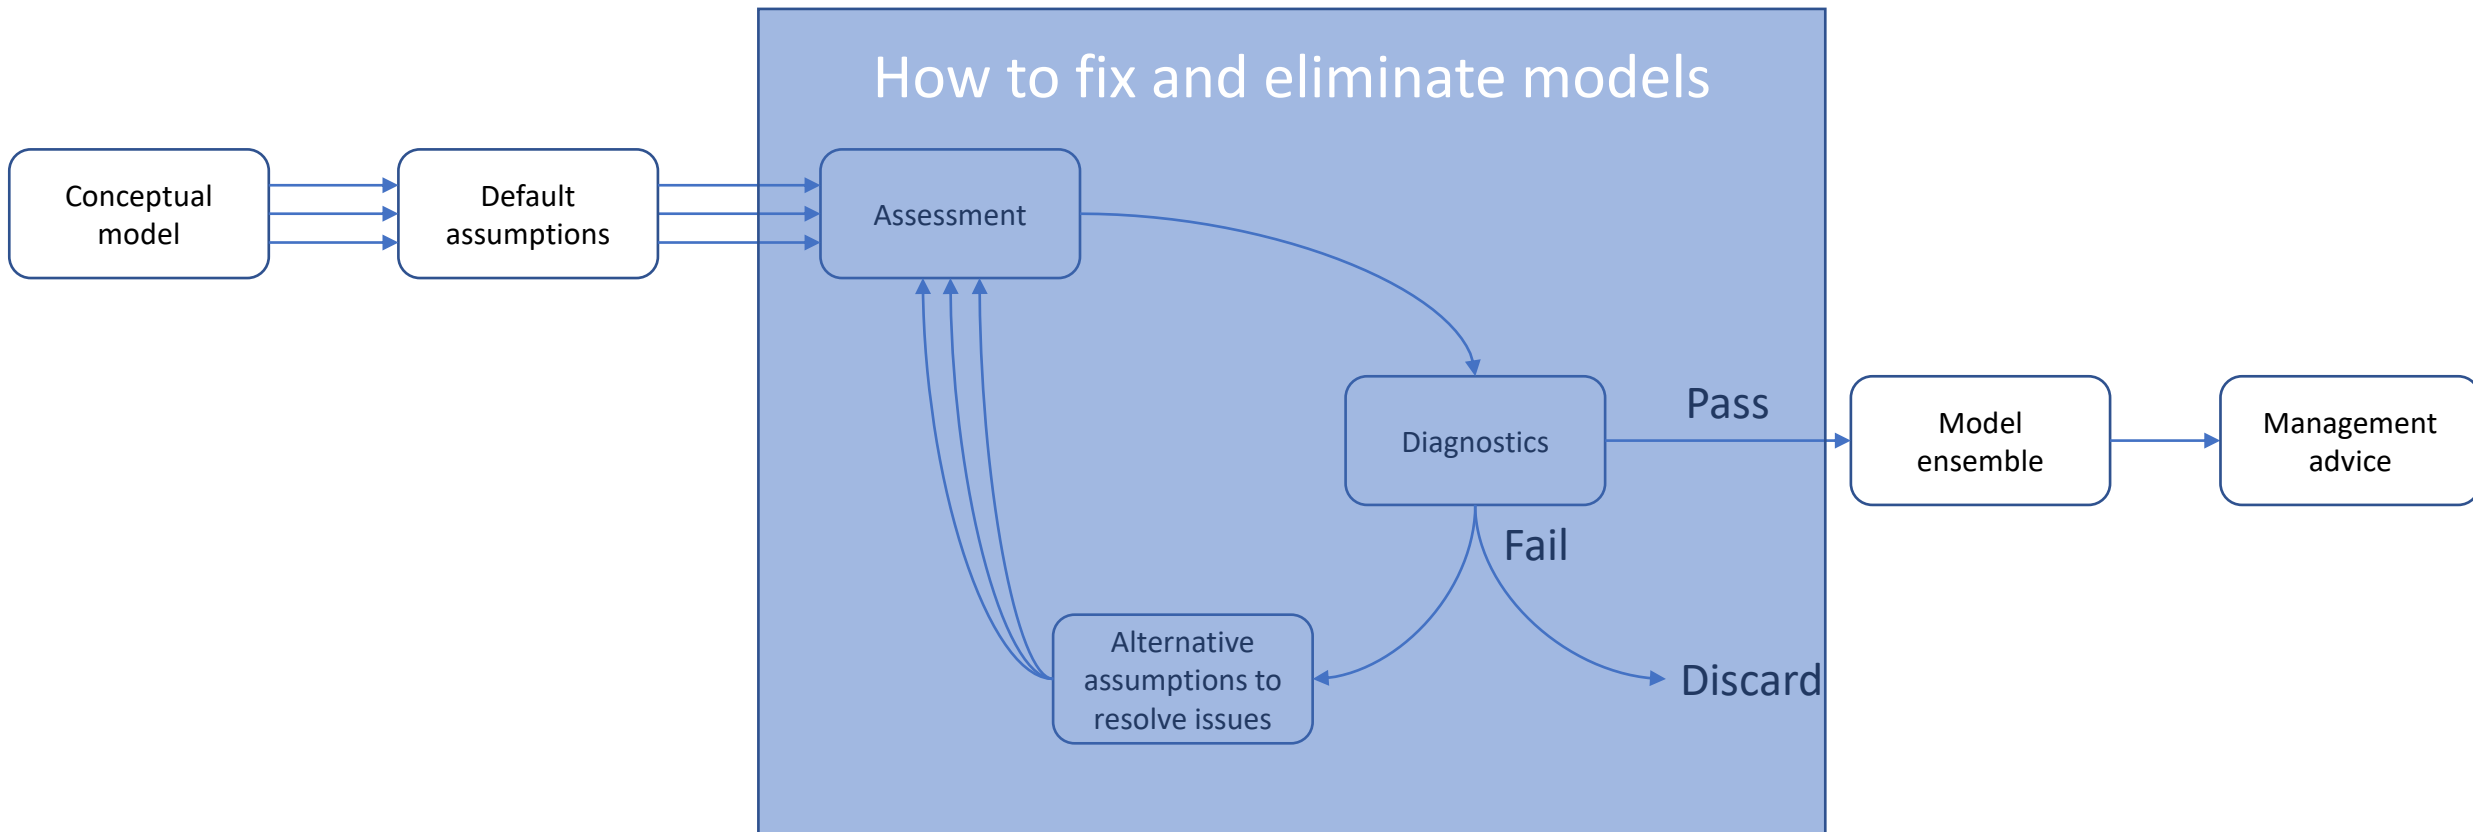 How to fix and eliminate models
Conceptual
model
Default
assumptions
Assessment
Diagnostics
Pass
Fail
Discard
Alternative
assumptions to
resolve issues
Model
ensemble
Management
advice